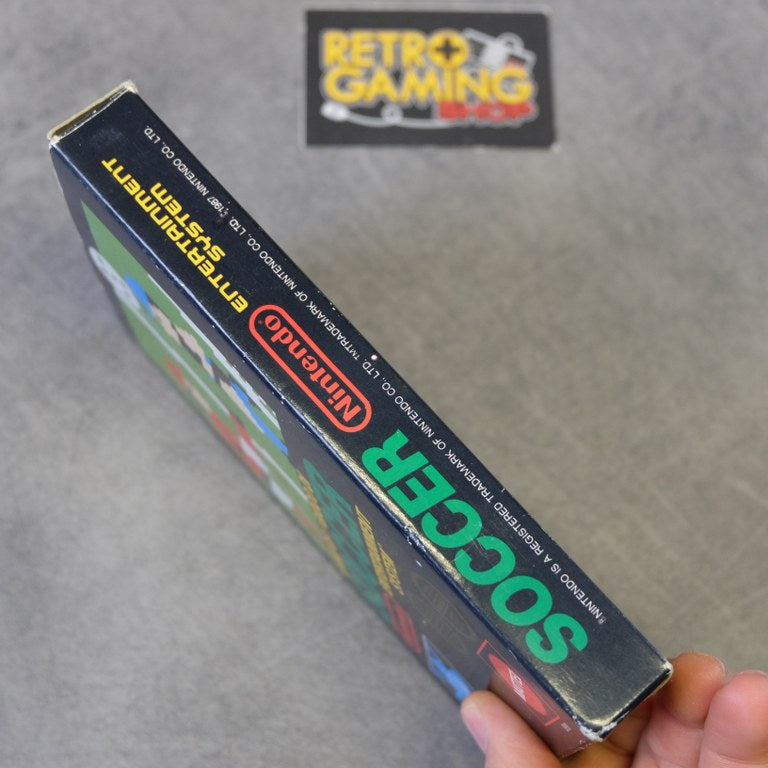 RETRO
GAMING
SHOP
SOCCER
Nintendo®
ENTERTAINMENT
SYSTEM
®NINTENDO IS A REGISTERED TRADEMARK OF NINTENDO CO., LTD. TMTRADEMARK OF NINTENDO CO., LTD. ©1987 NINTENDO CO., LTD.